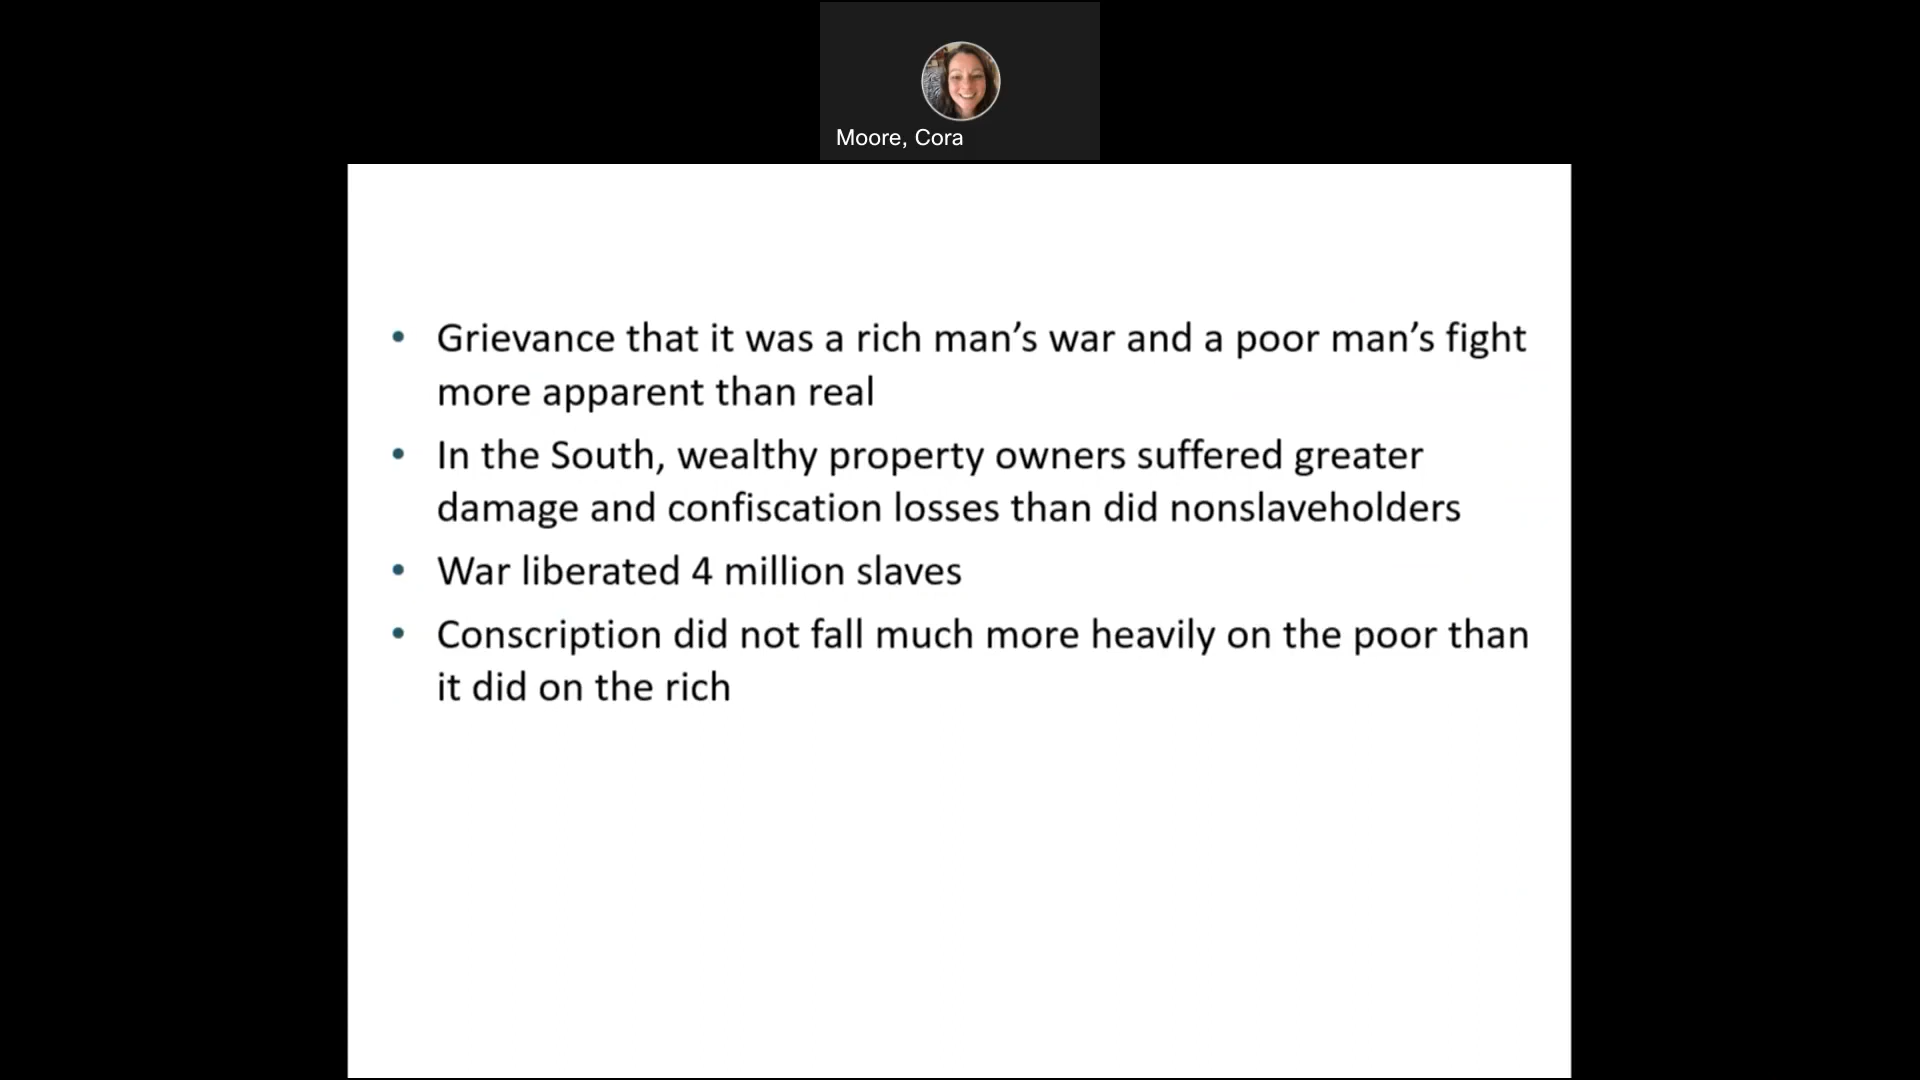 Moore, Cora
• Grievance that it was a rich man’s war and a poor man’s fight
more apparent than real
• In the South, wealthy property owners suffered greater
damage and confiscation losses than did nonslaveholders
• War liberated 4 million slaves
• Conscription did not fall much more heavily on the poor than
it did on the rich